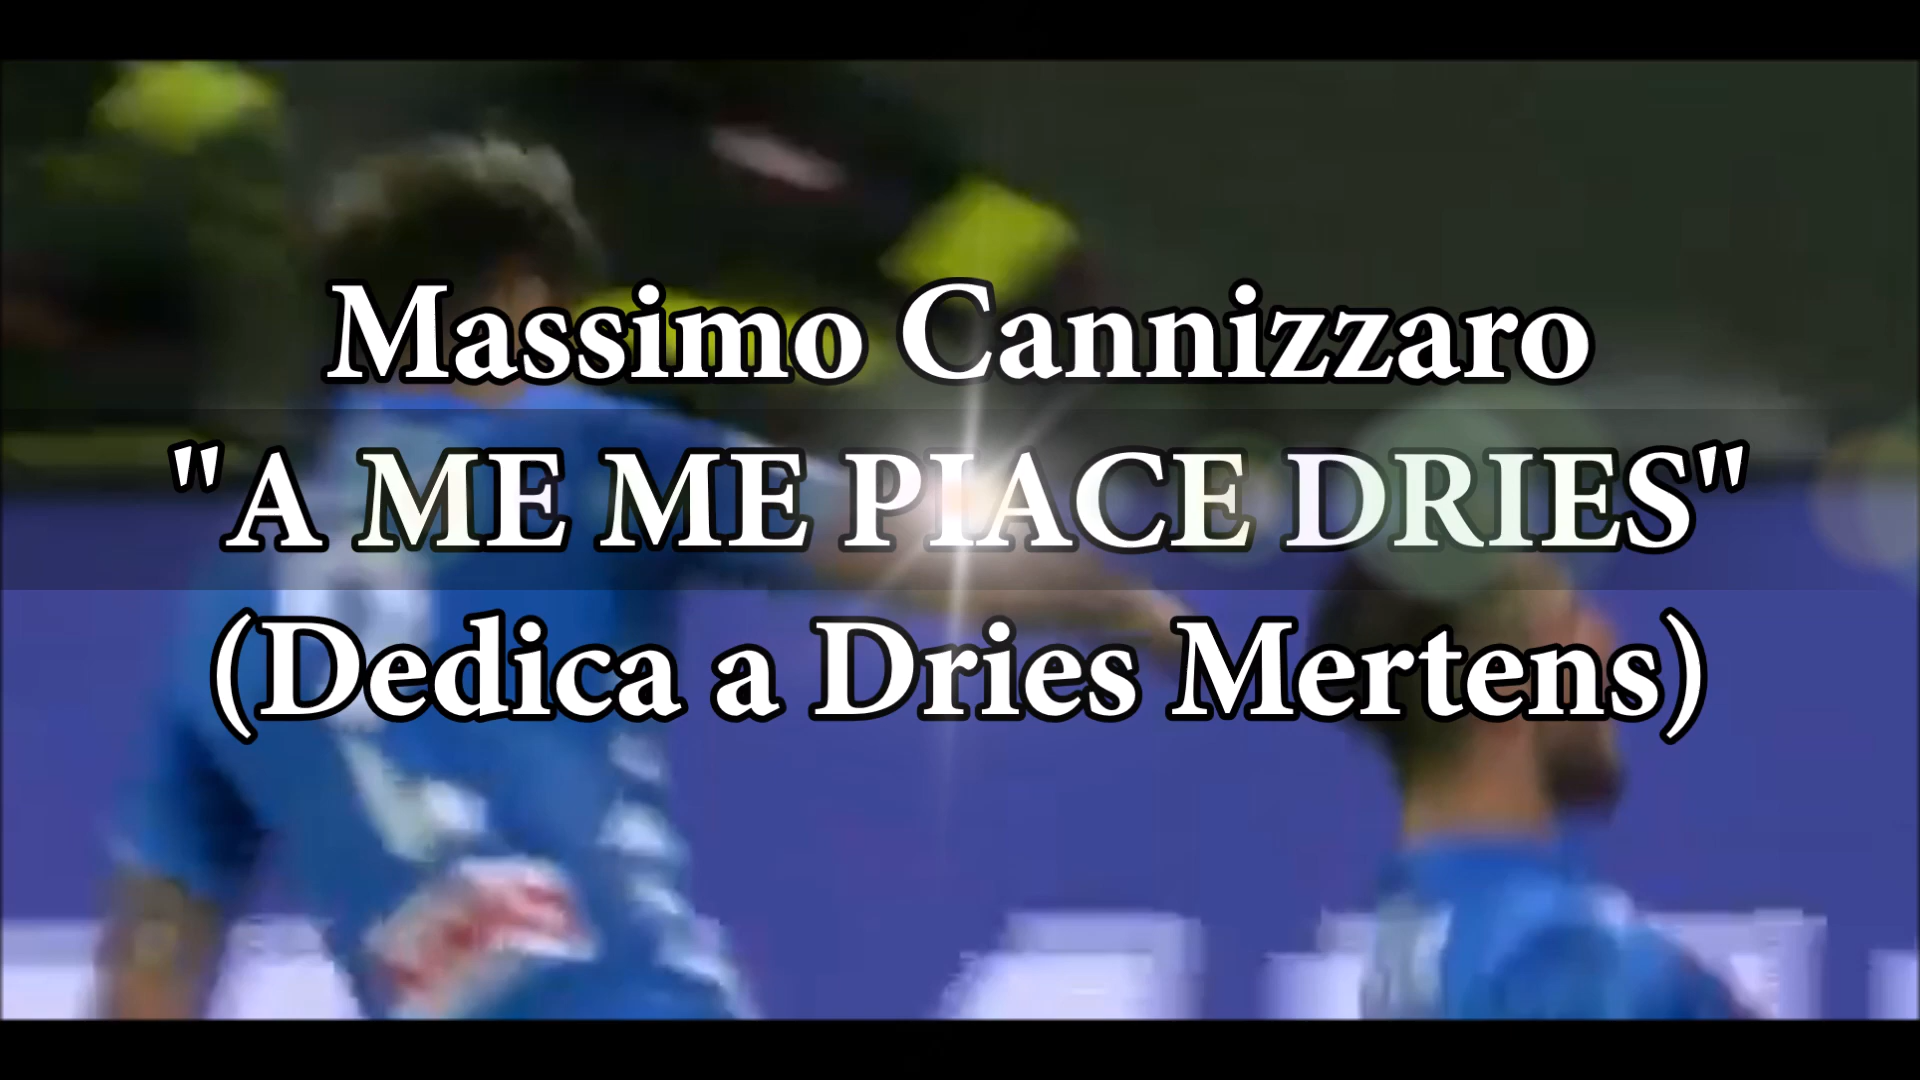 Massimo Cannizzaro
"A ME ME PIACE DRIES"
(Dedica a Dries Mertens)